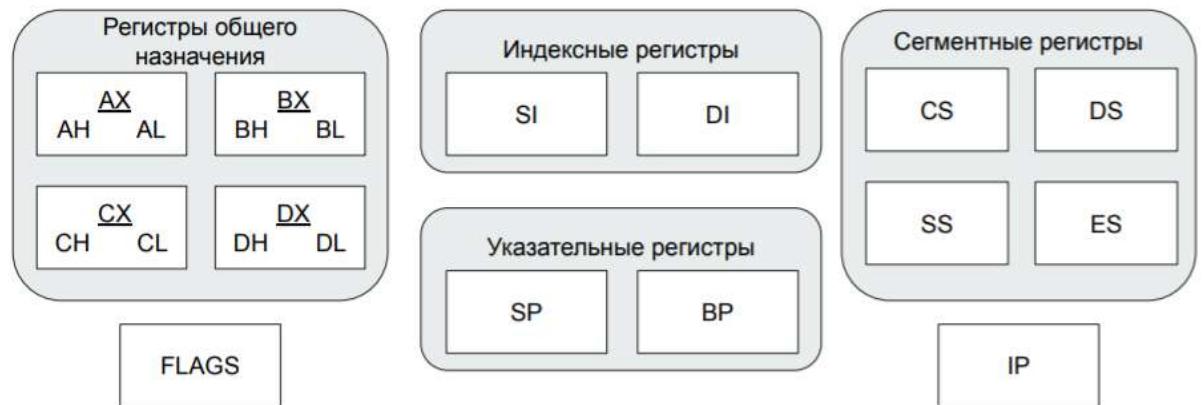 Регистры общего
назначения
AX
AH AL
BX
BH BL
CX
CH CL
DX
DH DL
FLAGS
Индексные регистры
SI
DI
Указательные регистры
SP
BP
Сегментные регистры
CS
DS
SS
ES
IP